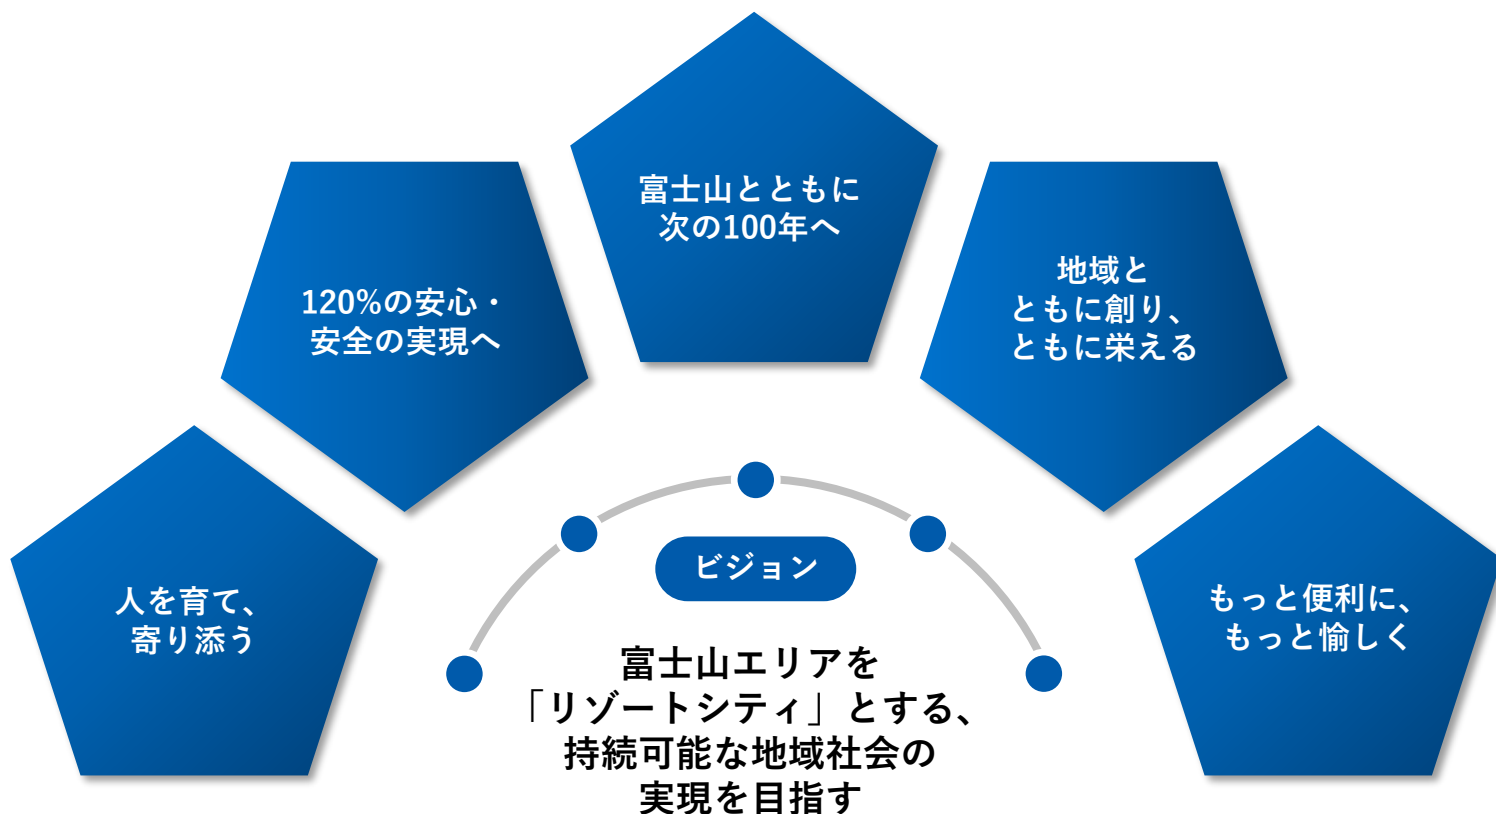 富士山とともに
次の100年へ
120%の安心・
安全の実現へ
地域と
ともに創り、
ともに栄える
人を育て、
寄り添う
もっと便利に、
もっと愉しく
ビジョン
富士山エリアを
「リゾートシティ」とする、
持続可能な地域社会の
実現を目指す